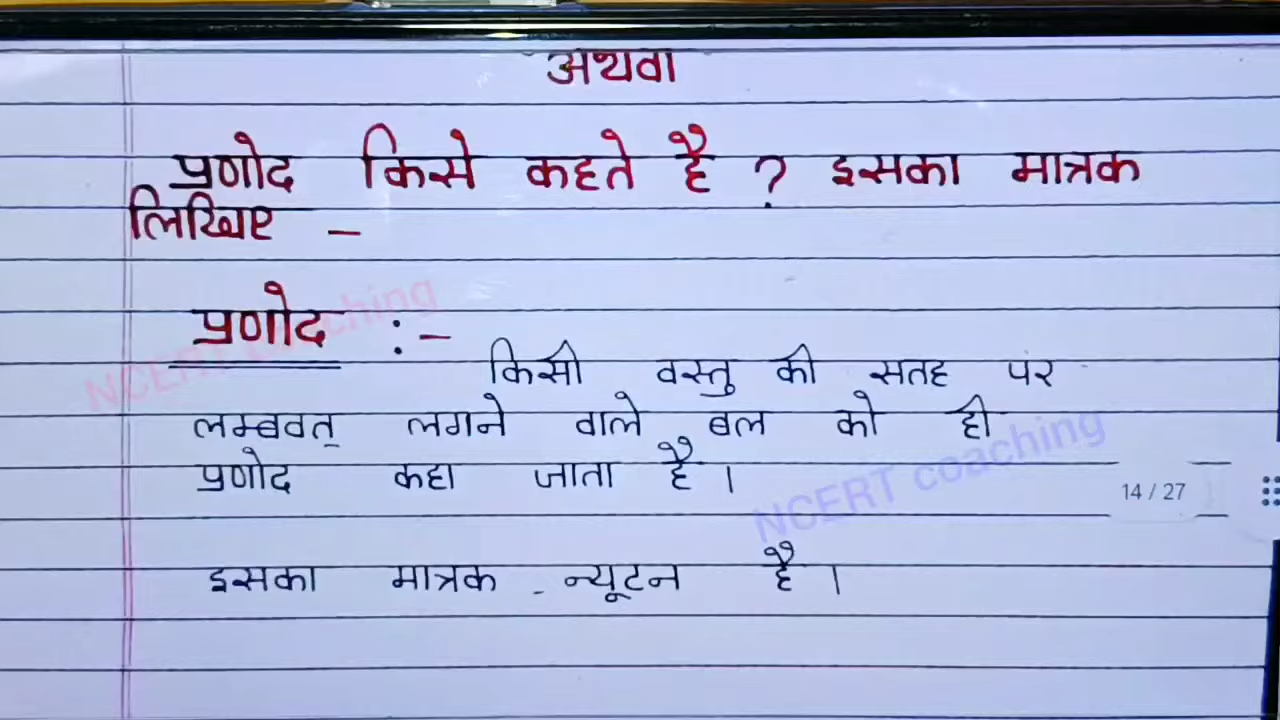 अथवा
प्रणोद किसे कहते है ? इसका मात्रक
लिखिए -
प्रणोद :-
किसी वस्तु की सतह पर
लम्बवत् लगने वाले बल को ही
प्रणोद कहा जाता है ।
इसका मात्रक - न्यूटन है ।
NCERT coaching
NCERT coaching
14 / 27